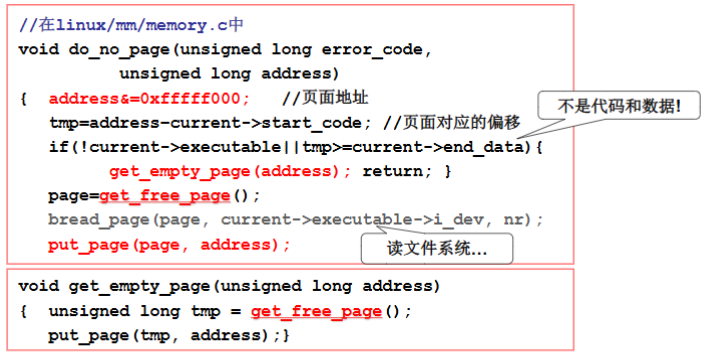 //在linux/mm/memory.c中
void do_no_page(unsigned long error_code,
unsigned long address)
{ address&=0xfffff000; //页面地址
tmp=address-current->start_code; //页面对应的偏移
不是代码和数据!
if(!current->executable||tmp>=current->end_data){
get_empty_page(address); return; }
page=get_free_page();
bread_page(page, current->executable->i_dev, nr);
put_page(page, address);
读文件系统...
void get_empty_page(unsigned long address)
{ unsigned long tmp = get_free_page();
put_page(tmp, address);}